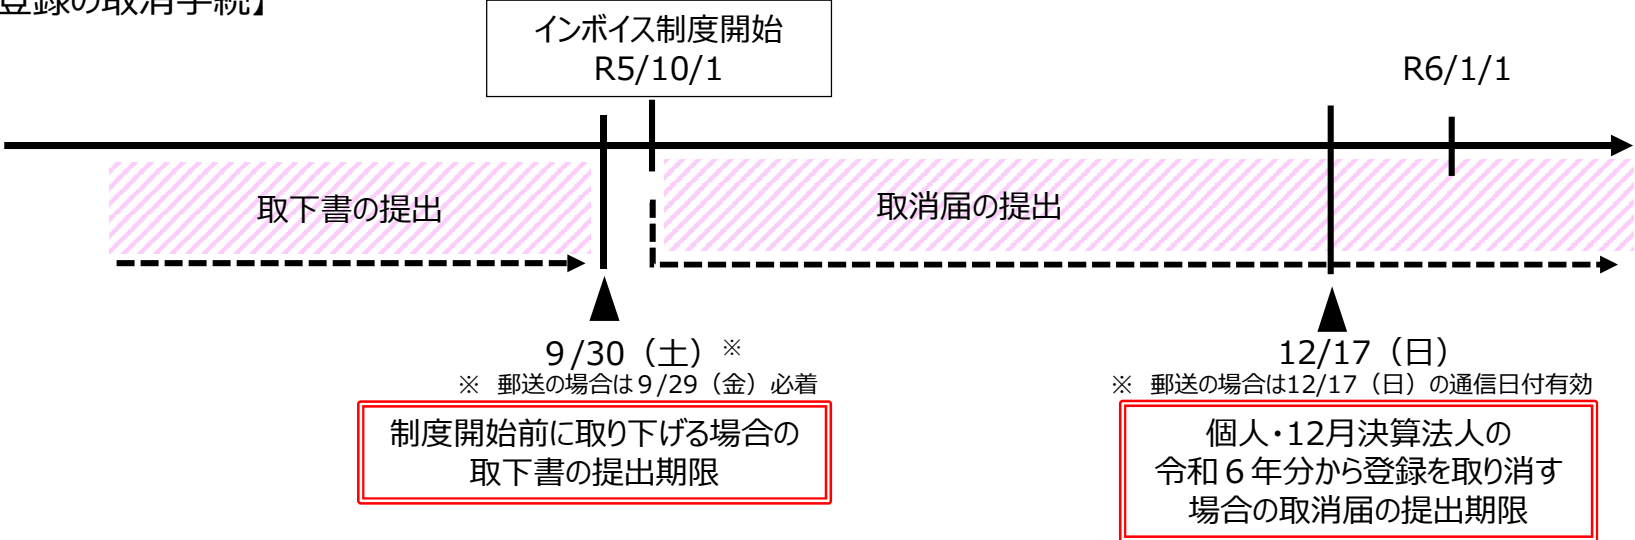 登録の取消手続】
インボイス制度開始
R5/10/1
R6/1/1
取下書の提出
取消届の提出
9/30（土）※
※ 郵送の場合は９/29（金）必着
制度開始前に取り下げる場合の
取下書の提出期限
12/17（日）
※ 郵送の場合は12/17（日）の通信日付有効
個人・12月決算法人の
令和６年分から登録を取り消す
場合の取消届の提出期限